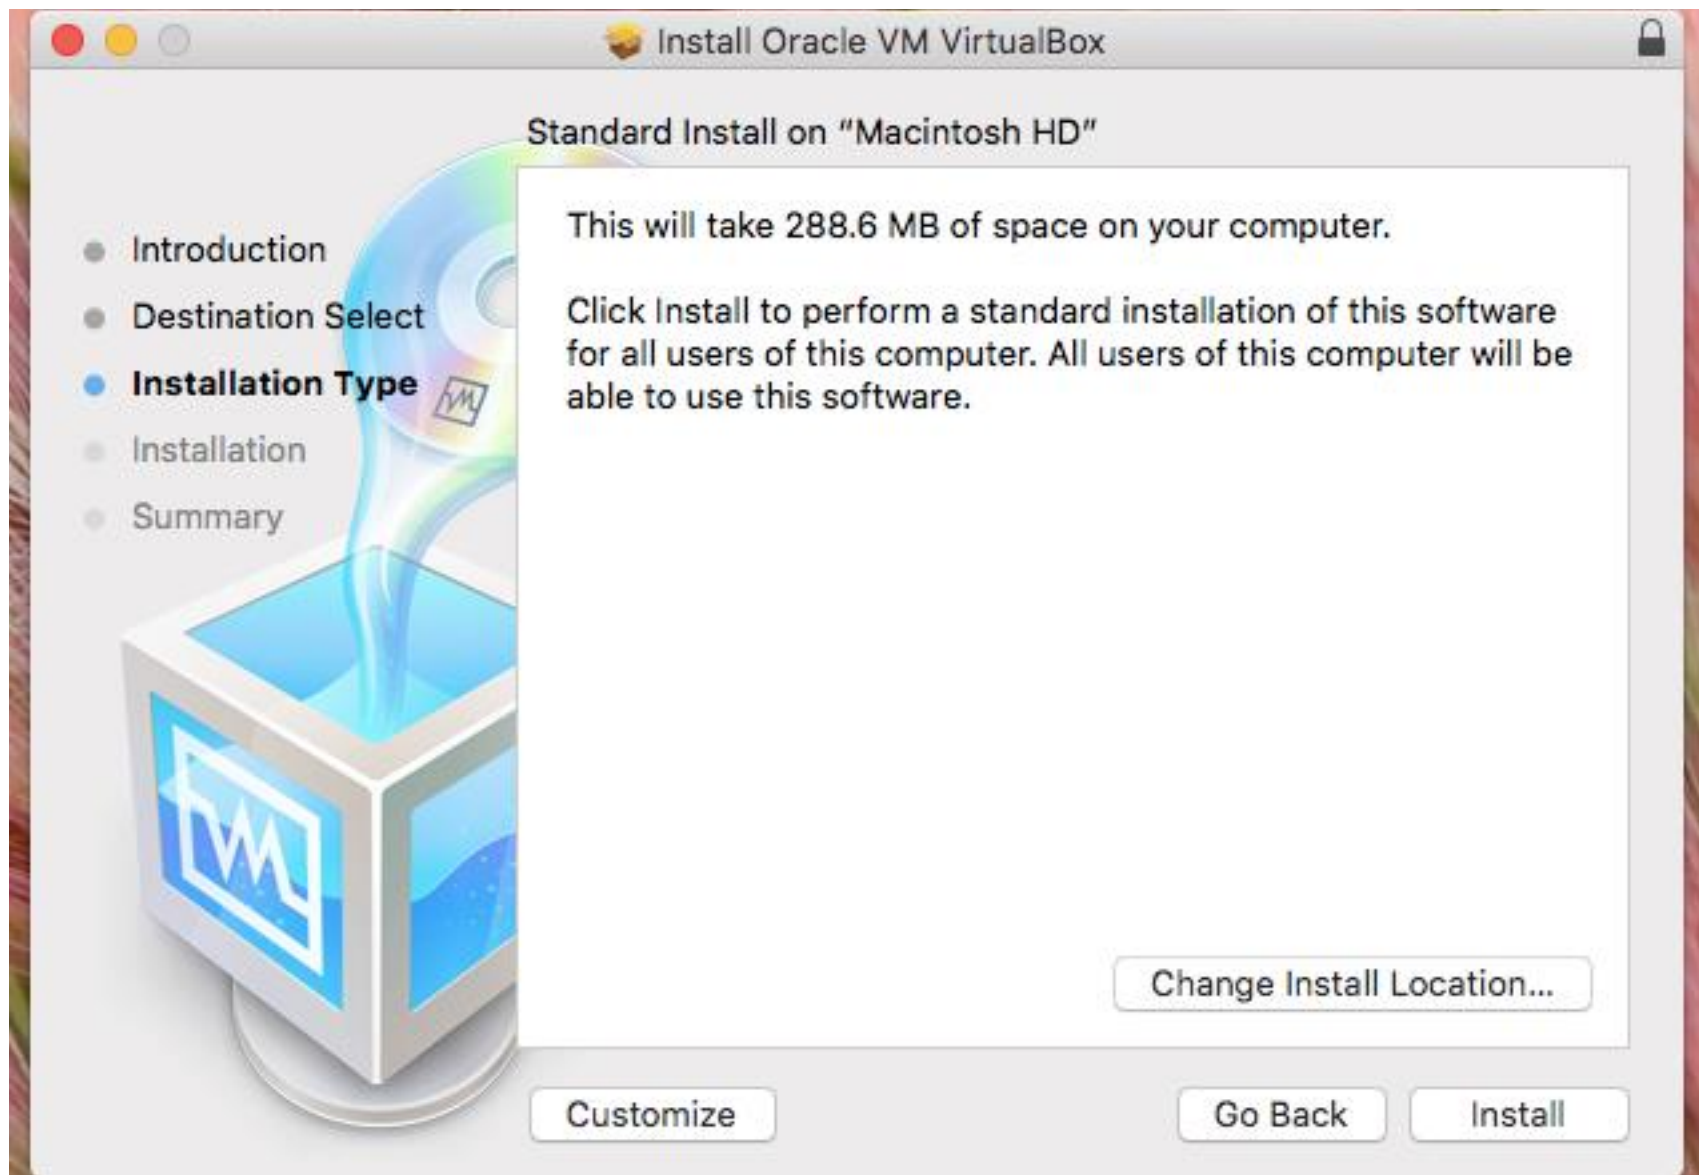 Install Oracle VM VirtualBox
Standard Install on “Macintosh HD”
Introduction
Destination Select
Installation Type
Installation
Summary
This will take 288.6 MB of space on your computer.
Click Install to perform a standard installation of this software
for all users of this computer. All users of this computer will be
able to use this software.
Change Install Location...
Customize
Go Back
Install